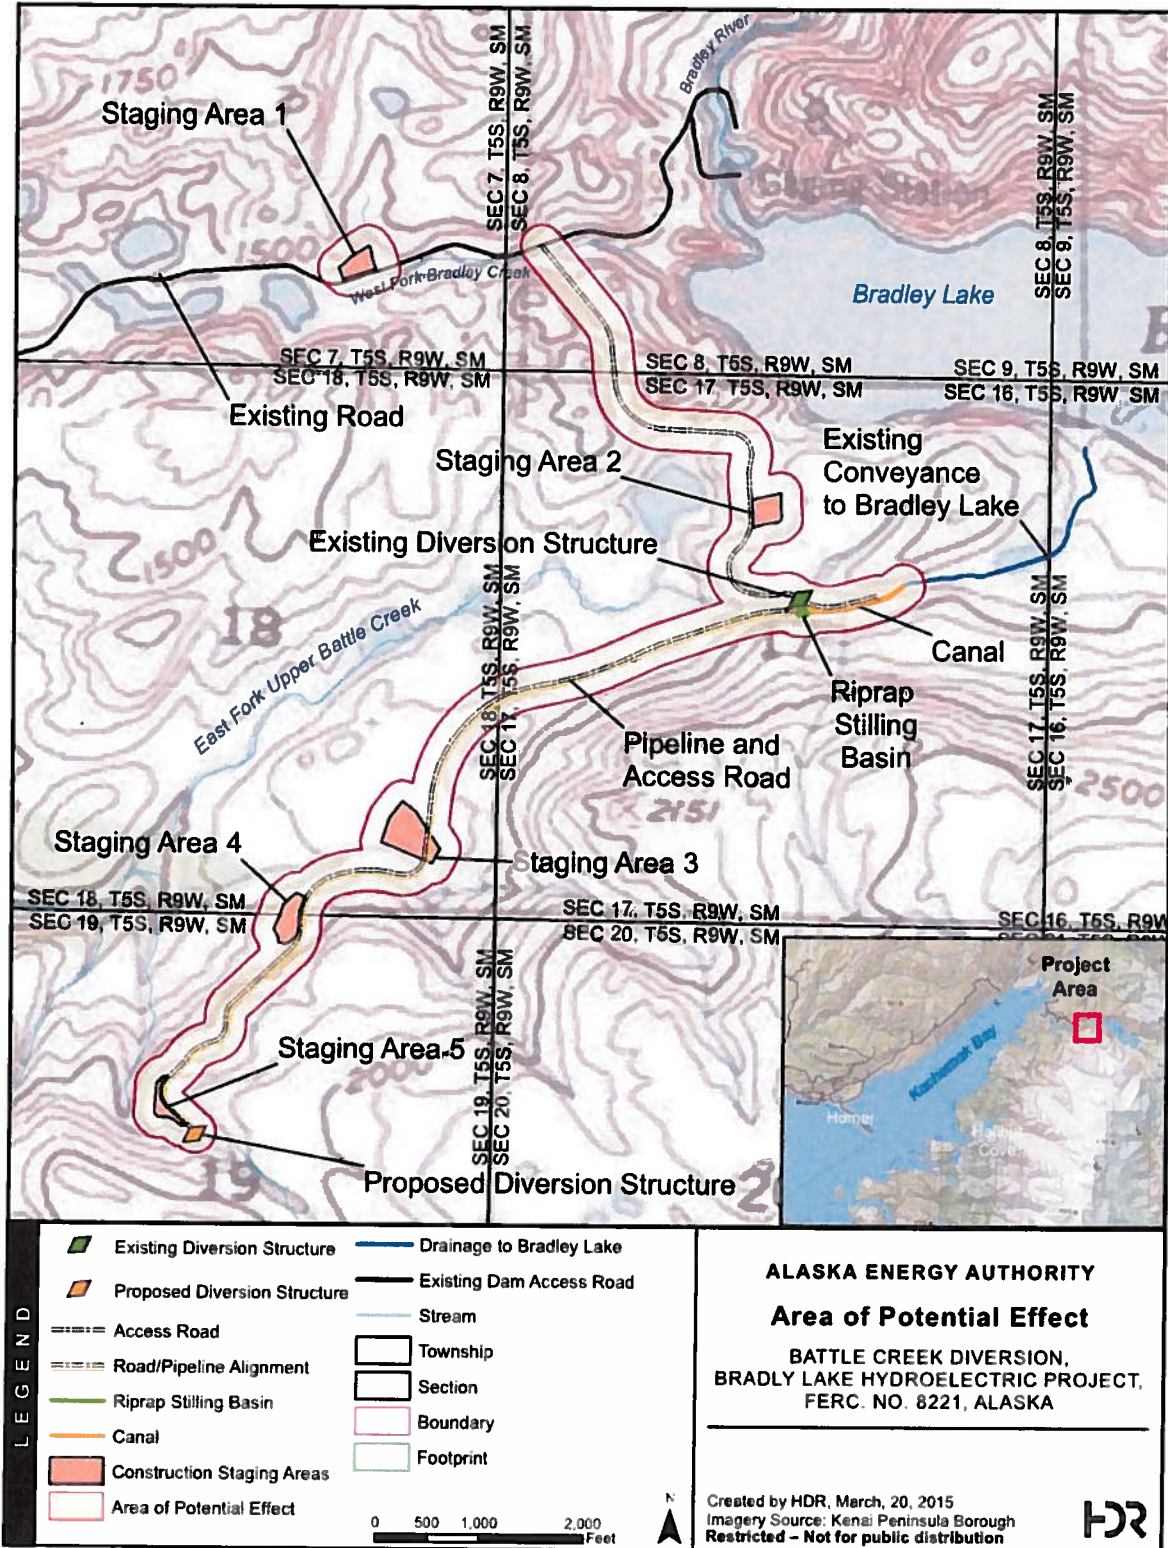 Bradley River
1750
Staging Area 1
SEC 7, T5S, R9W, SM
SEC 8, T5S, R9W, SM
SEC 8, T5S, R9W, SM
SEC 9, T5S, R9W, SM
1500
West Fork Bradley Creek
Bradley Lake
SEC 7, T5S, R9W, SM
SEC 18, T5S, R9W, SM
SEC 8, T5S, R9W, SM
SEC 17, T5S, R9W, SM
SEC 9, T5S, R9W, SM
SEC 16, T5S, R9W, SM
Existing Road
Staging Area 2
Existing
Conveyance
to Bradley Lake
Existing Diversion Structure
1500
18
East Fork Upper Battle Creek
SEC 18, T5S, R9W, SM
SEC 17, T5S, R9W, SM
SEC 17, T5S, R9W, SM
SEC 16, T5S, R9W, SM
Canal
Riprap
Stilling
Basin
Pipeline and
Access Road
2151
2500
Staging Area 4
Staging Area 3
SEC 18, T5S, R9W, SM
SEC 19, T5S, R9W, SM
SEC 17, T5S, R9W, SM
SEC 20, T5S, R9W, SM
SEC 16, T5S, R9W
SEC 19, T5S, R9W, SM
SEC 20, T5S, R9W, SM
Staging Area 5
2000
19
Proposed Diversion Structure
2
Project
Area
Kachemak Bay
Homer
Halibut
Cove
LEGEND
Existing Diversion Structure
Proposed Diversion Structure
Access Road
Road/Pipeline Alignment
Riprap Stilling Basin
Canal
Construction Staging Areas
Area of Potential Effect
Drainage to Bradley Lake
Existing Dam Access Road
Stream
Township
Section
Boundary
Footprint
0 500 1,000 2,000
Feet
N
ALASKA ENERGY AUTHORITY
Area of Potential Effect
BATTLE CREEK DIVERSION,
BRADLY LAKE HYDROELECTRIC PROJECT,
FERC. NO. 8221, ALASKA
Created by HDR, March, 20, 2015
Imagery Source: Kenai Peninsula Borough
Restricted – Not for public distribution
HDR